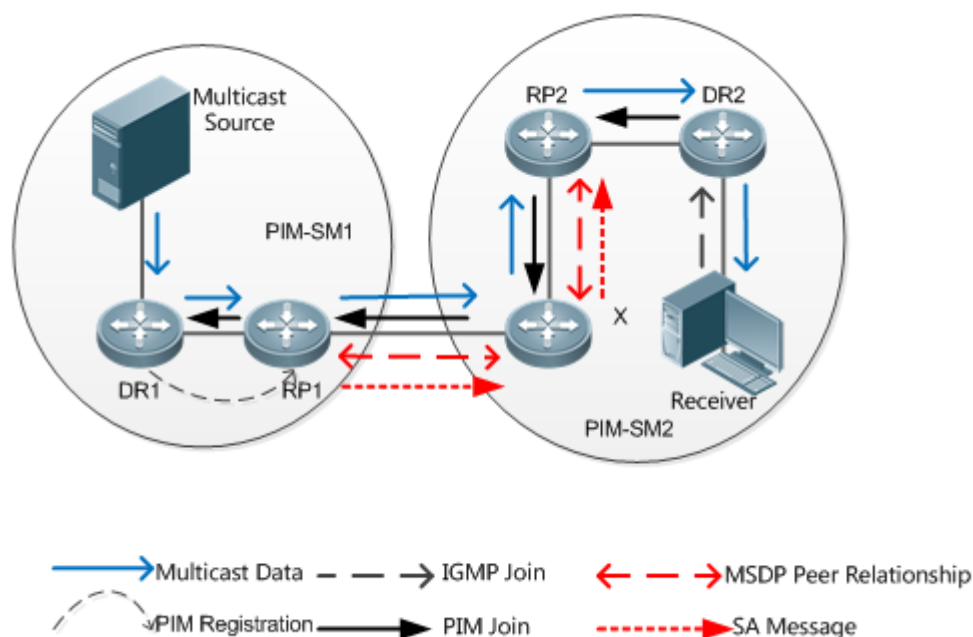 Multicast
Source
PIM-SM1
DR1
RP1
RP2
DR2
X
Receiver
PIM-SM2
Multicast Data
IGMP Join
MSDP Peer Relationship
PIM Registration
PIM Join
SA Message